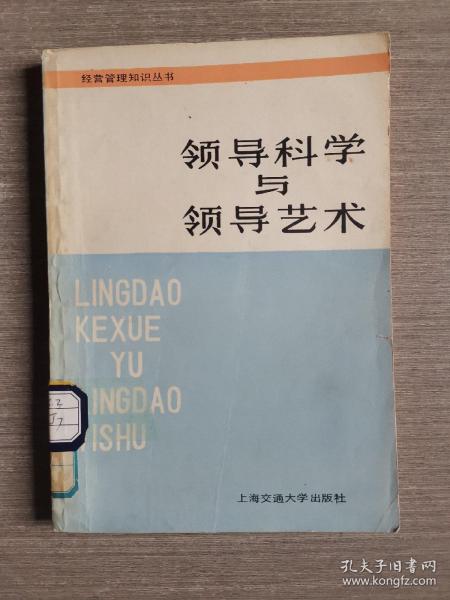 经营管理知识丛书
领导科学
与
领导艺术
LINGDAO
KEXUE
YU
INGDAO
ISHU
上海交通大学出版社
孔夫子旧书网
www.kongfz.com